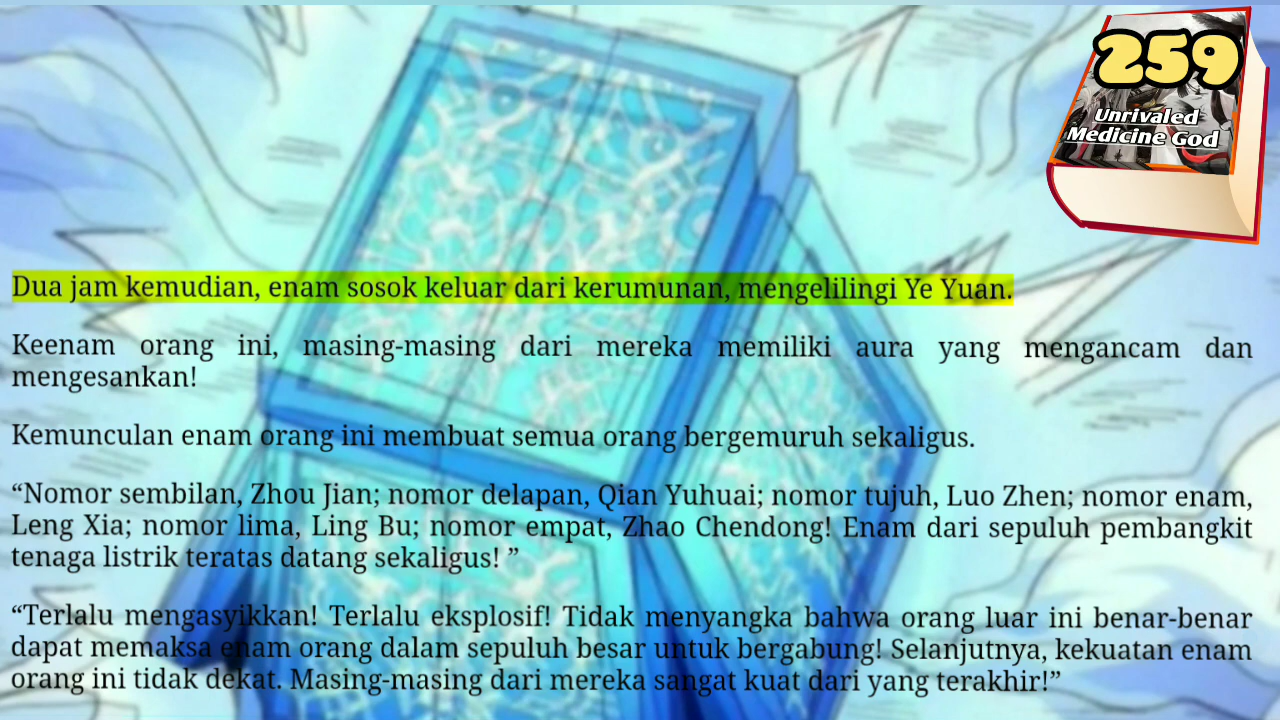 259
Unrivaled
Medicine God
Dua jam kemudian, enam sosok keluar dari kerumunan, mengelilingi Ye Yuan.
Keenam orang ini, masing-masing dari mereka memiliki aura yang mengancam dan
mengesankan!
Kemunculan enam orang ini membuat semua orang bergemuruh sekaligus.
“Nomor sembilan, Zhou Jian; nomor delapan, Qian Yuhuai; nomor tujuh, Luo Zhen; nomor enam,
Leng Xia; nomor lima, Ling Bu; nomor empat, Zhao Chendong! Enam dari sepuluh pembangkit
tenaga listrik teratas datang sekaligus! ”
“Terlalu mengasyikkan! Terlalu eksplosif! Tidak menyangka bahwa orang luar ini benar-benar
dapat memaksa enam orang dalam sepuluh besar untuk bergabung! Selanjutnya, kekuatan enam
orang ini tidak dekat. Masing-masing dari mereka sangat kuat dari yang terakhir!”